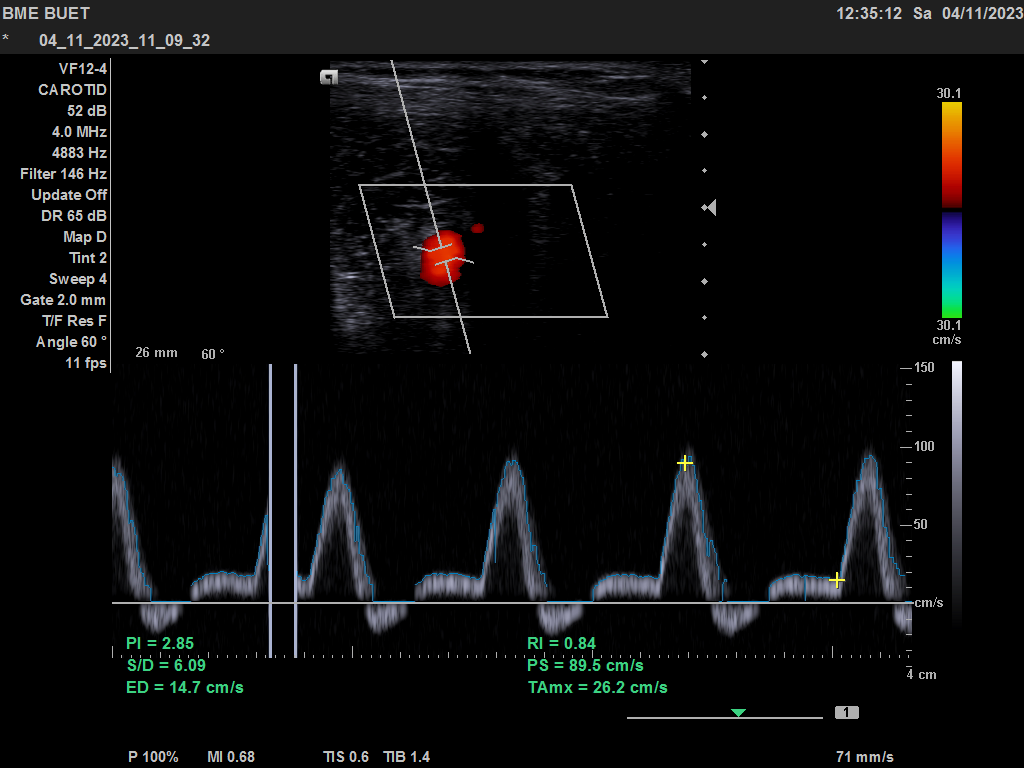 BME BUET
12:35:12 Sa 04/11/2023
* 04_11_2023_11_09_32
VF12-4
CAROTID
52 dB
4.0 MHz
4883 Hz
Filter 146 Hz
Update Off
DR 65 dB
Map D
Tint 2
Sweep 4
Gate 2.0 mm
T/F Res F
Angle 60 °
11 fps
30.1
30.1
cm/s
26 mm 60 °
150
100
50
cm/s
4 cm
PI = 2.85
S/D = 6.09
ED = 14.7 cm/s
RI = 0.84
PS = 89.5 cm/s
TAmx = 26.2 cm/s
1
P 100% MI 0.68 TIS 0.6 TIB 1.4 71 mm/s